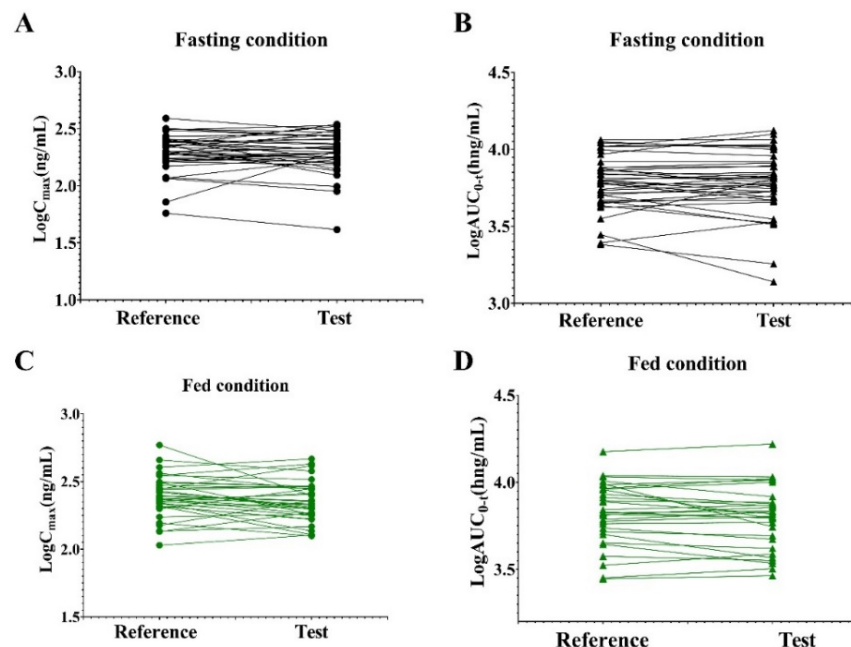 A
Fasting condition
LogCmax(ng/mL)
3.0
2.5
2.0
1.5
1.0
Reference Test
B
Fasting condition
LogAUC0-t(hng/mL)
4.5
4.0
3.5
3.0
Reference Test
C
Fed condition
LogCmax(ng/mL)
3.0
2.5
2.0
1.5
Reference Test
D
Fed condition
LogAUC0-t(hng/mL)
4.5
4.0
3.5
Reference Test